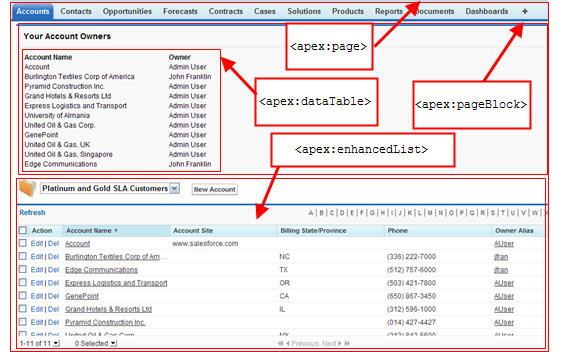 Accounts Contacts Opportunities Forecasts Contracts Cases Solutions Products Reports Documents Dashboards +
Your Account Owners
<apex:page>
Account Name Owner
Account Admin User
Burlington Textiles Corp of America John Franklin
Pyramid Construction Inc. Admin User
Grand Hotels & Resorts Ltd Admin User
<apex:dataTable>
<apex:pageBlock>
Express Logistics and Transport Admin User
University of Almania Admin User
United Oil & Gas Corp. Admin User
GenePoint Admin User
United Oil & Gas, UK Admin User
<apex:enhancedList>
United Oil & Gas, Singapore Admin User
Edge Communications John Franklin
Platinum and Gold SLA Customers New Account
Refresh A | B | C | D | E | F | G | H | I | J | K | L | M | N | O | P | Q | R | S | T | U | V | W | X
Action Account Name Account Site Billing State/Province Phone Owner Alias
Edit | Del Account www.salesforce.com AUser
Edit | Del Burlington Textiles Corp of Am... NC (336) 222-7000 jfran
Edit | Del Edge Communications TX (512) 757-6000 jfran
Edit | Del Express Logistics and Transport OR (503) 421-7800 AUser
Edit | Del GenePoint CA (650) 867-3450 AUser
Edit | Del Grand Hotels & Resorts Ltd IL (312) 596-1000 AUser
Edit | Del Pyramid Construction Inc. (014) 427-4427 AUser
Edit | Del United Oil & Gas Corp. NY (212) 842-5500 AUser
1-11 of 11 0 Selected Previous Next